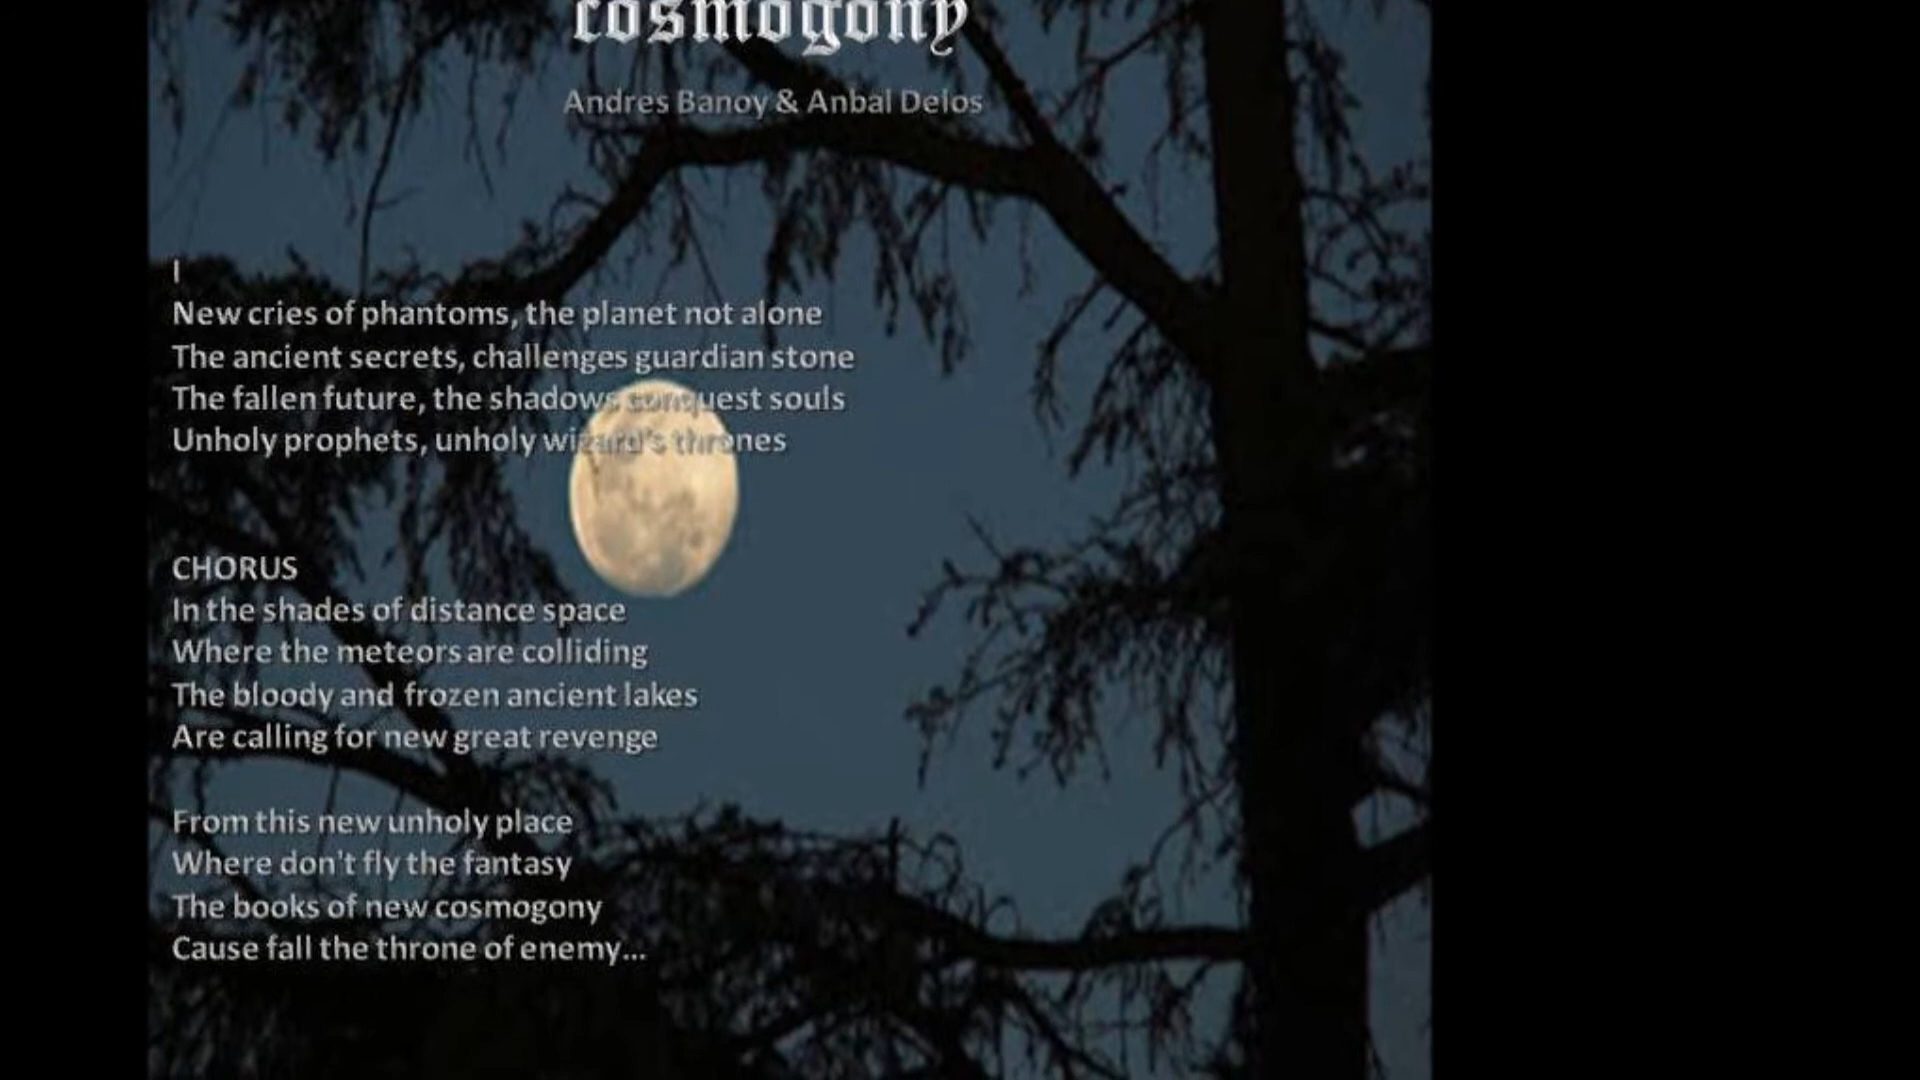 cosmogony
Andres Banoy & Anbal Delos
I
New cries of phantoms, the planet not alone
The ancient secrets, challenges guardian stone
The fallen future, the shadows conquest souls
Unholy prophets, unholy wizard's thrones
CHORUS
In the shades of distance space
Where the meteors are colliding
The bloody and frozen ancient lakes
Are calling for new great revenge
From this new unholy place
Where don't fly the fantasy
The books of new cosmogony
Cause fall the throne of enemy...